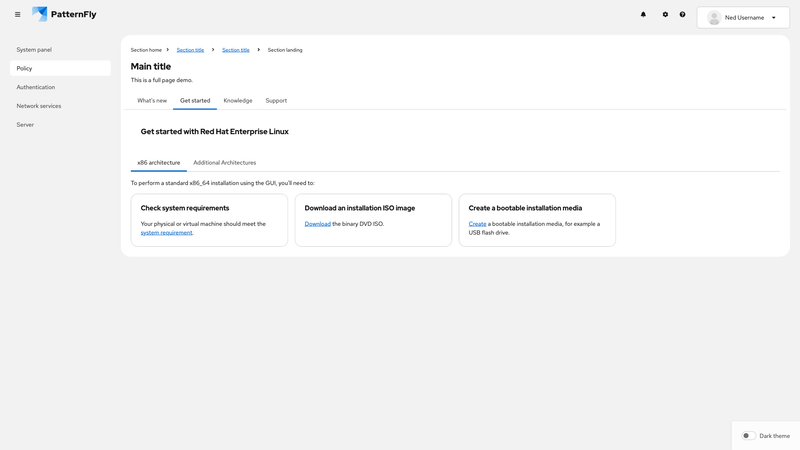 PatternFly
Ned Username
System panel
Policy
Authentication
Network services
Server
Section home
Section title
Section title
Section landing
Main title
This is a full page demo.
What's new
Get started
Knowledge
Support
Get started with Red Hat Enterprise Linux
x86 architecture
Additional Architectures
To perform a standard x86_64 installation using the GUI, you'll need to:
Check system requirements
Your physical or virtual machine should meet the
system requirement.
Download an installation ISO image
Download the binary DVD ISO.
Create a bootable installation media
Create a bootable installation media, for example a
USB flash drive.
Dark theme